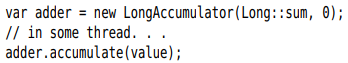 var adder = new LongAccumulator(Long::sum, 0);
// in some thread. . .
adder.accumulate(value);